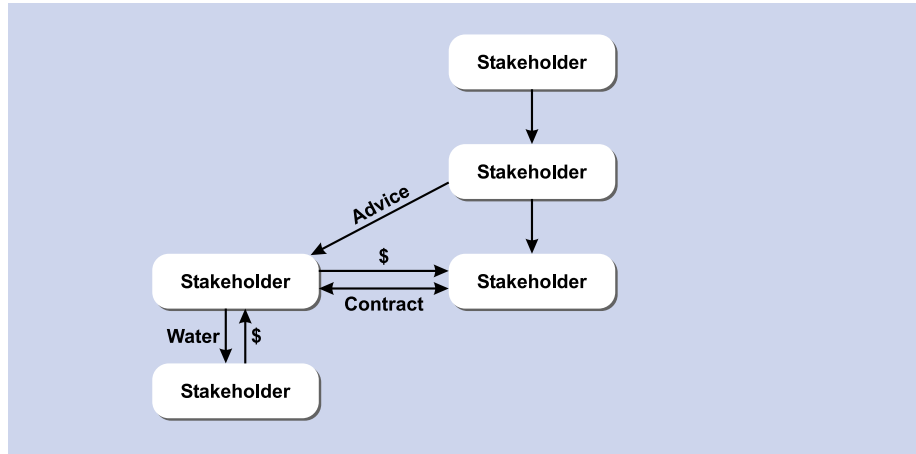 Stakeholder
Stakeholder
Advice
Stakeholder
$
Contract
Stakeholder
Water
$
Stakeholder